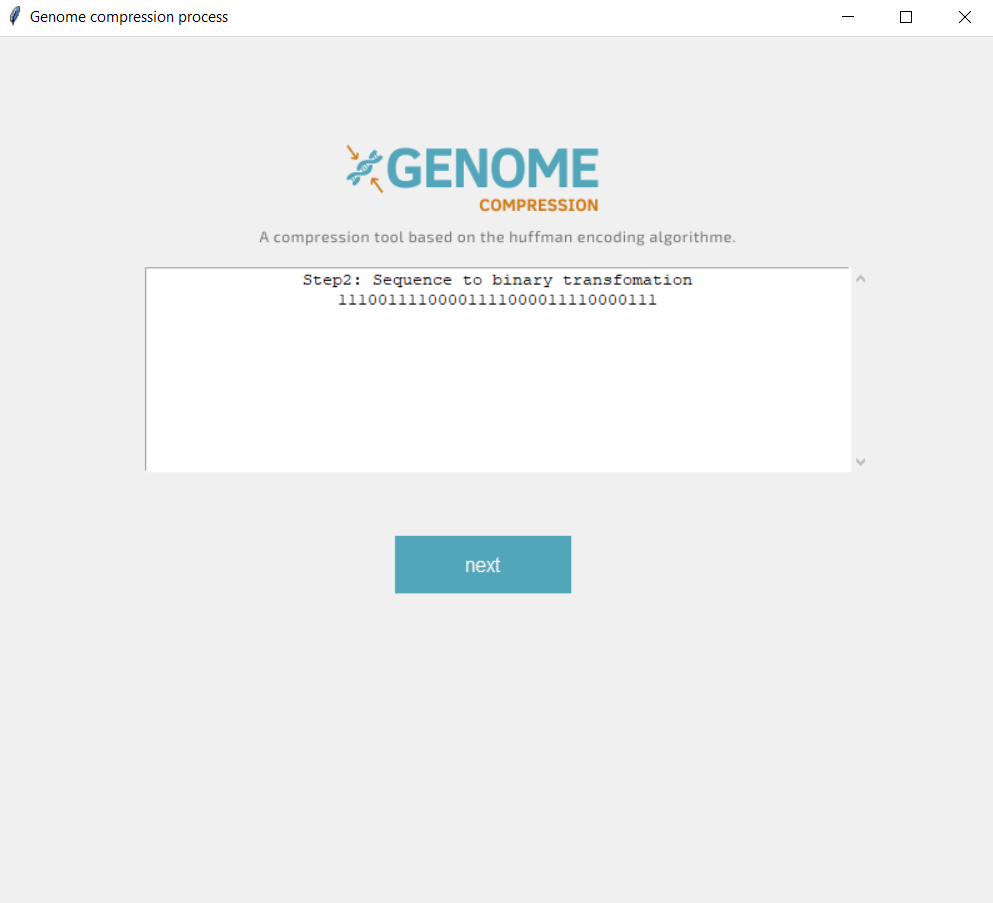 Genome compression process
GENOME
COMPRESSION
A compression tool based on the huffman encoding algorithme.
Step2: Sequence to binary transfomation
111001111000011110000111110000111
next